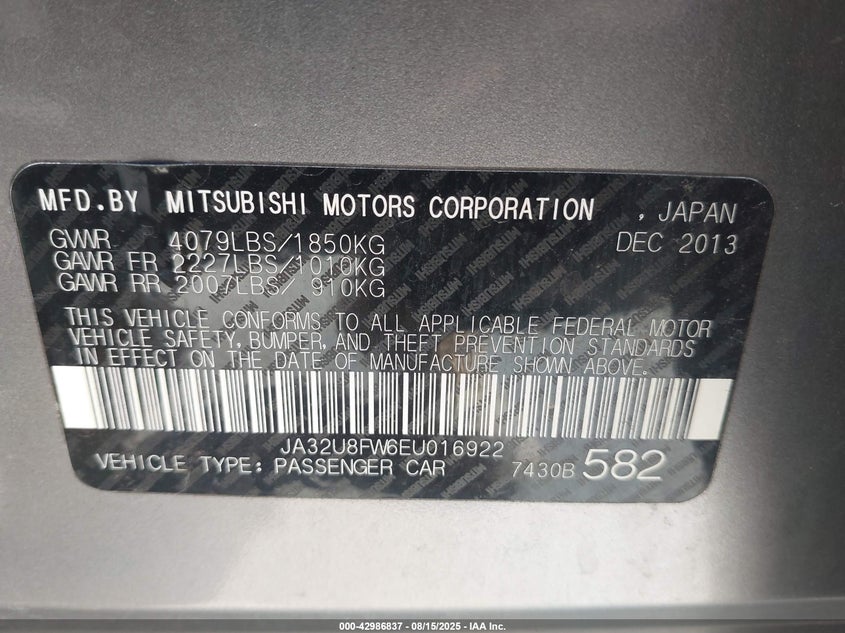 MFD.BY MITSUBISHI MOTORS CORPORATION , JAPAN
GVWR 4079LBS/1850KG DEC 2013
GAWR FR 2227LBS/1010KG
GAWR RR 2007LBS/ 910KG
THIS VEHICLE CONFORMS TO ALL APPLICABLE FEDERAL MOTOR
VEHICLE SAFETY, BUMPER, AND THEFT PREVENTION STANDARDS
IN EFFECT ON THE DATE OF MANUFACTURE SHOWN ABOVE.
JA32U8FW6EU016922
VEHICLE TYPE: PASSENGER CAR 7430B 582
000-42986837 - 08/15/2025 - IAA Inc.